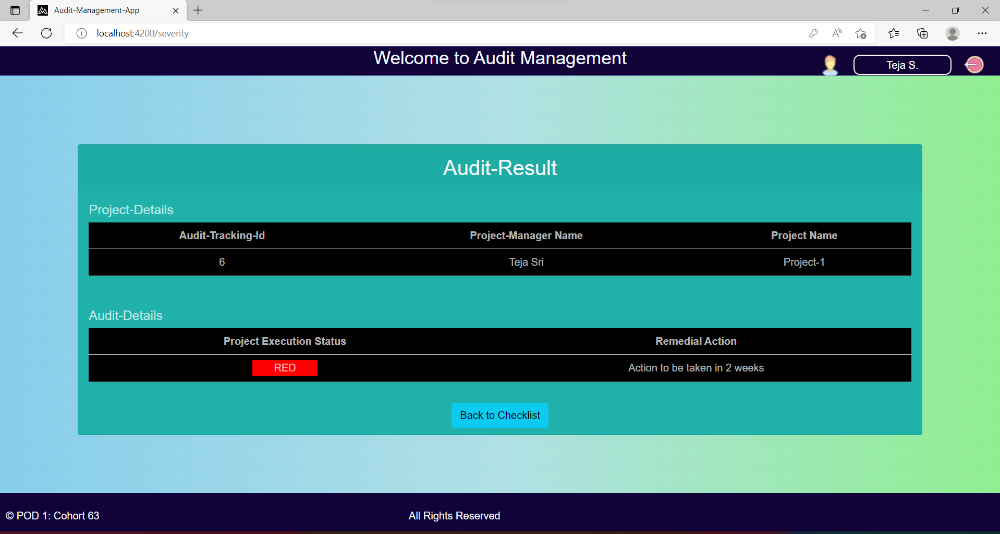 Audit-Management-App
localhost:4200/severity
Welcome to Audit Management
Teja S.
Audit-Result
Project-Details
Audit-Tracking-Id Project-Manager Name Project Name
6 Teja Sri Project-1
Audit-Details
Project Execution Status Remedial Action
RED Action to be taken in 2 weeks
Back to Checklist
© POD 1: Cohort 63 All Rights Reserved